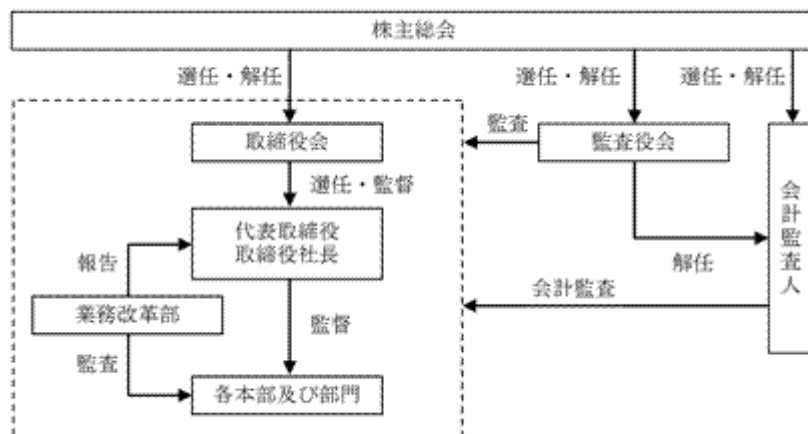 株主総会
選任・解任
選任・解任
選任・解任
取締役会
監査
監査役会
会計監査人
選任・監督
代表取締役
取締役社長
報告
解任
会計監査
業務改革部
監督
監査
各本部及び部門